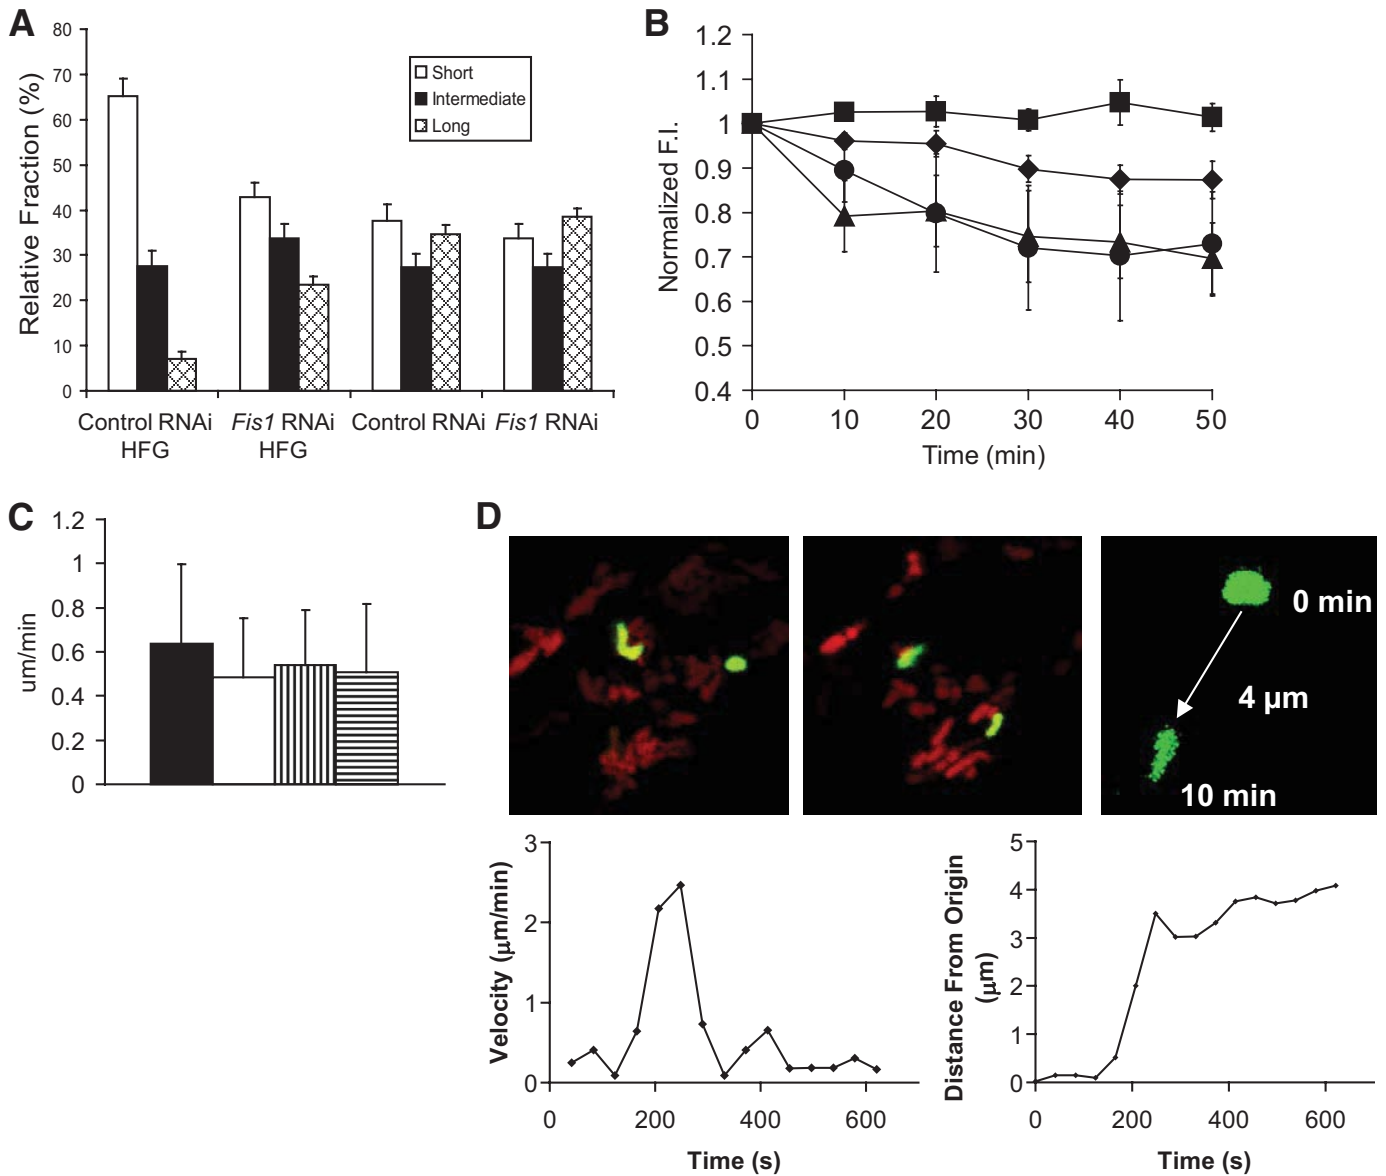 A
80
70
60
50
40
30
20
10
0
Relative Fraction (%)
Short
Intermediate
Long
Control RNAi
HFG
Fis1 RNAi
HFG
Control RNAi
Fis1 RNAi
B
1.2
1.1
1
0.9
0.8
0.7
0.6
0.5
0.4
Normalized F.I.
0
10
20
30
40
50
Time (min)
C
1.2
1
0.8
0.6
0.4
0.2
0
um/min
D
0 min
4 µm
10 min
3
2
1
0
Velocity (µm/min)
0
200
400
600
Time (s)
5
4
3
2
1
0
Distance From Origin
(µm)
0
200
400
600
Time (s)